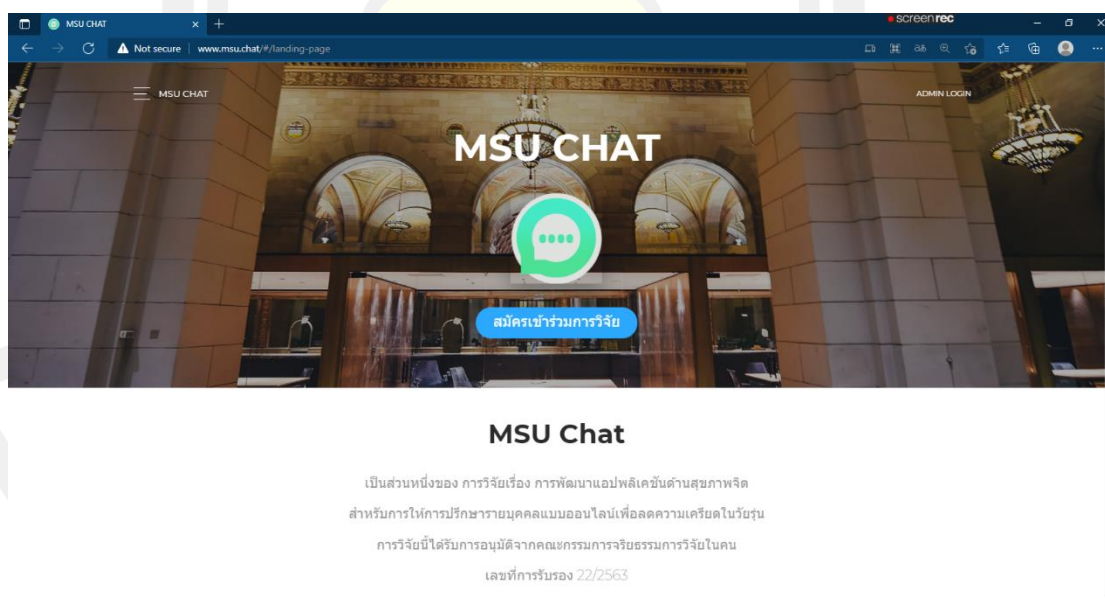 MSU CHAT
screenrec
Not secure | www.msu.chat/#/landing-page
MSU CHAT
ADMIN LOGIN
MSU CHAT
สมัครเข้าร่วมการวิจัย
MSU Chat
เป็นส่วนหนึ่งของ การวิจัยเรื่อง การพัฒนาแอปพลิเคชันด้านสุขภาพจิต
สำหรับการให้การปรึกษารายบุคคลแบบออนไลน์เพื่อลดความเครียดในวัยรุ่น
การวิจัยนี้ได้รับการอนุมัติจากคณะกรรมการจริยธรรมการวิจัยในคน
เลขที่การรับรอง 22/2563